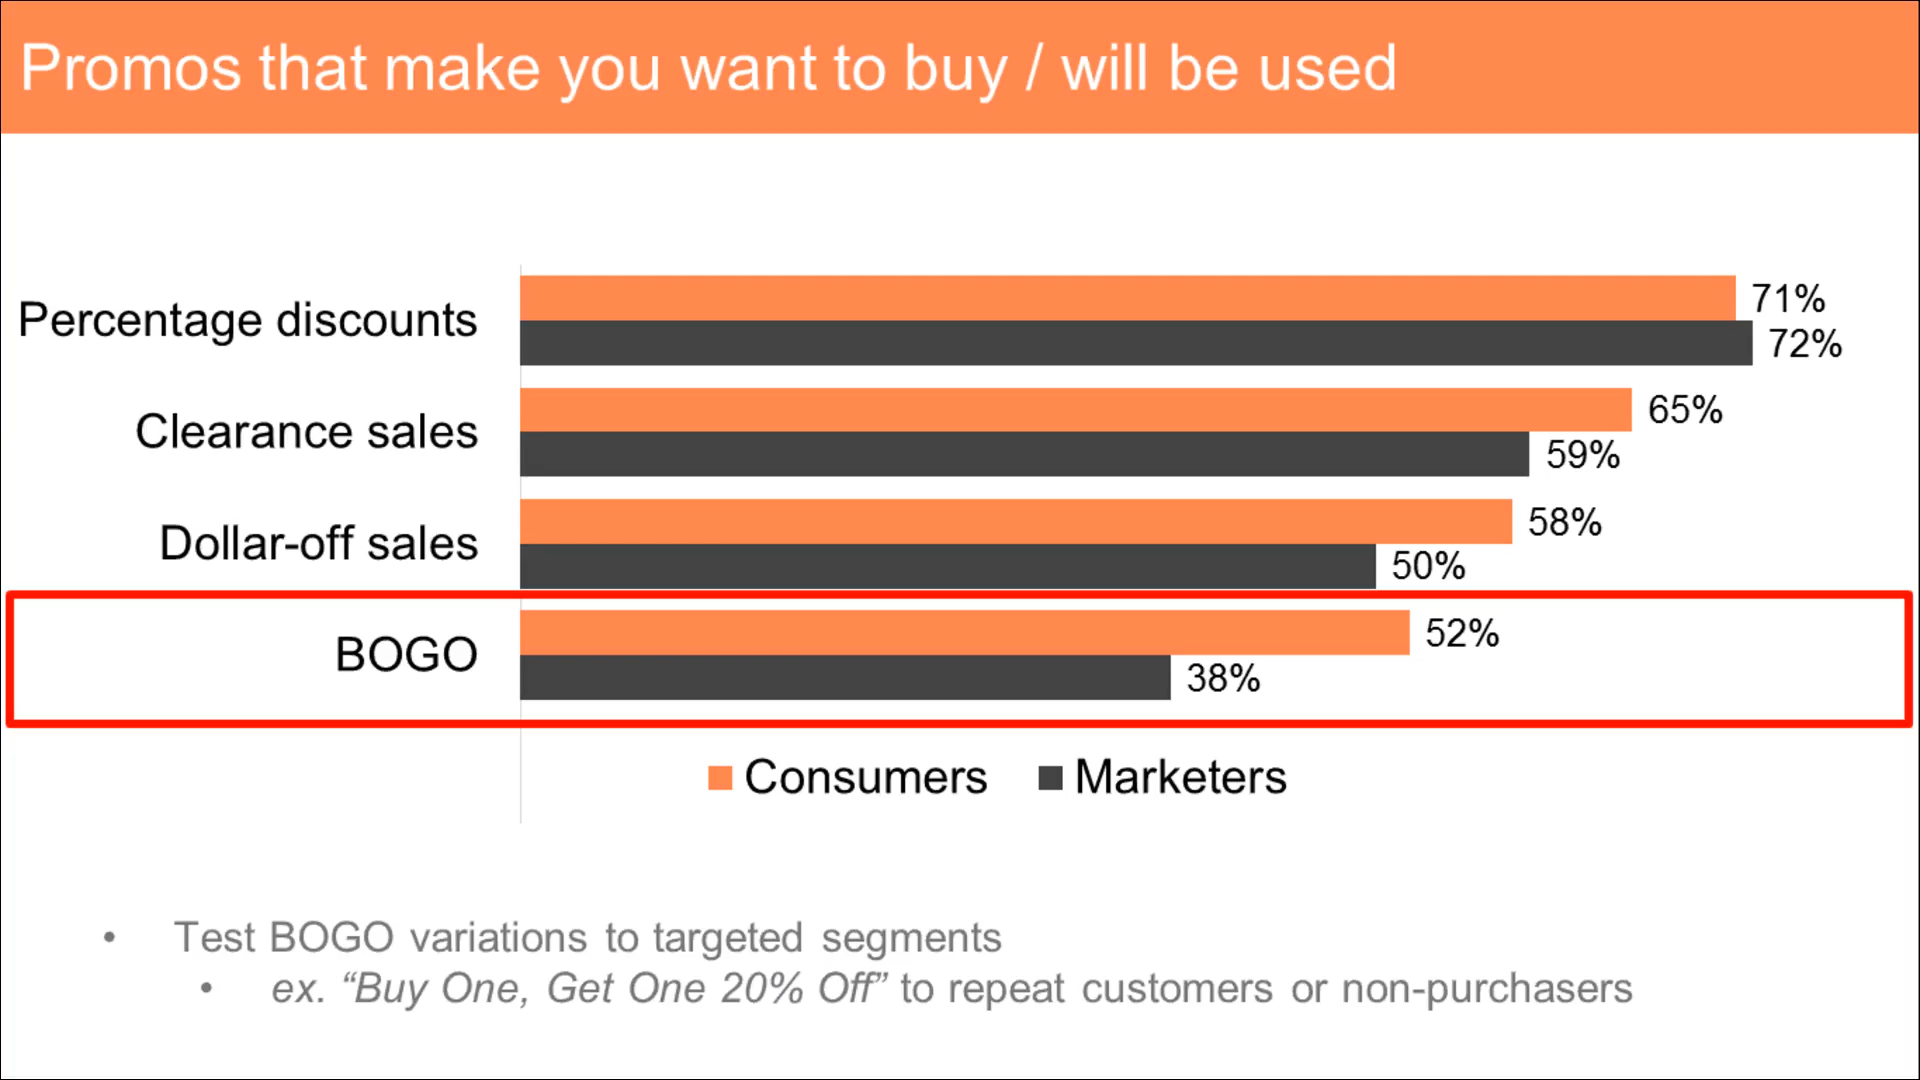 Promos that make you want to buy / will be used
Percentage discounts
71%
72%
Clearance sales
65%
59%
Dollar-off sales
58%
50%
BOGO
52%
38%
Consumers Marketers
• Test BOGO variations to targeted segments
• ex. “Buy One, Get One 20% Off” to repeat customers or non-purchasers